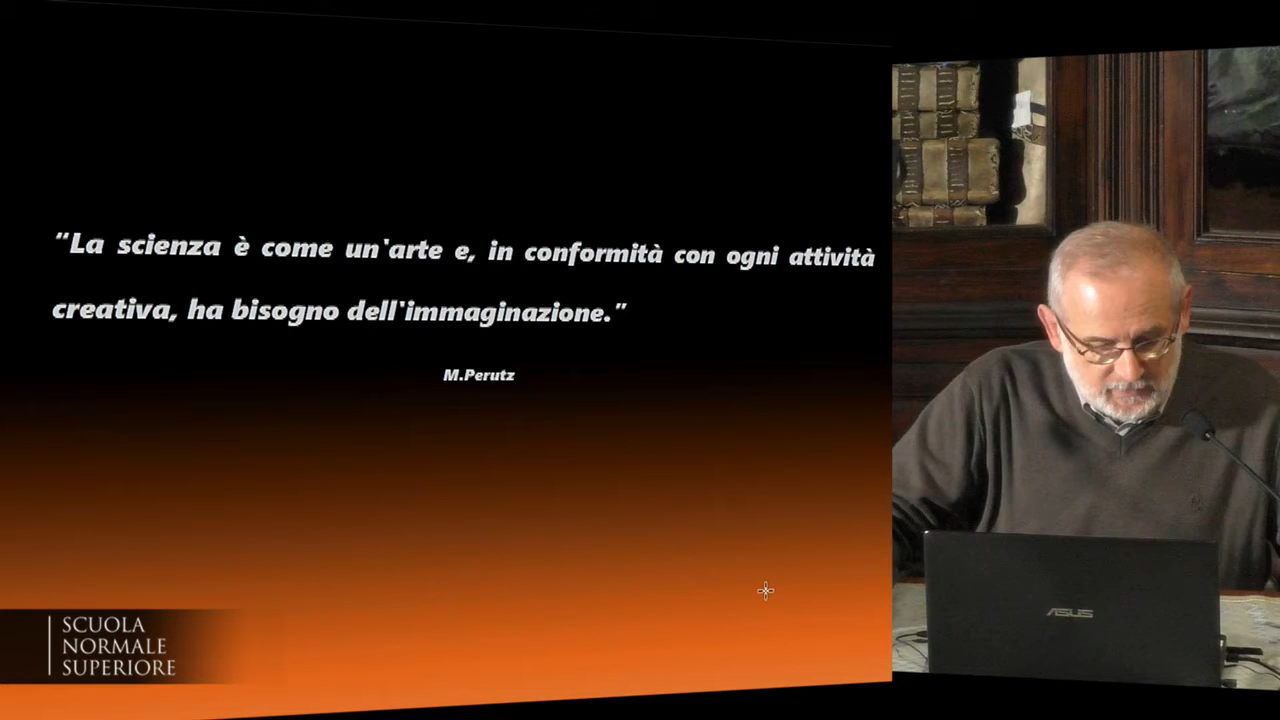 “La scienza è come un'arte e, in conformità con ogni attività
creativa, ha bisogno dell'immaginazione.”
M.Perutz
SCUOLA
NORMALE
SUPERIORE
ASUS